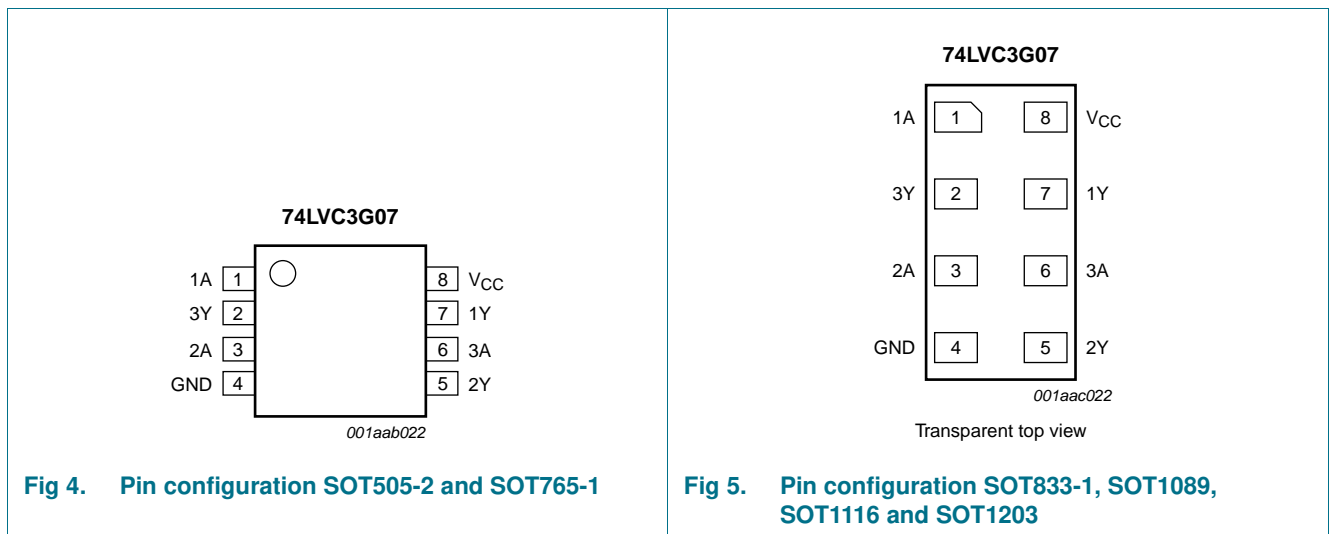 74LVC3G07
1A 1 8 VCC
3Y 2 7 1Y
2A 3 6 3A
GND 4 5 2Y
001aab022
Fig 4. Pin configuration SOT505-2 and SOT765-1
74LVC3G07
1A 1 8 VCC
3Y 2 7 1Y
2A 3 6 3A
GND 4 5 2Y
001aac022
Transparent top view
Fig 5. Pin configuration SOT833-1, SOT1089,
SOT1116 and SOT1203